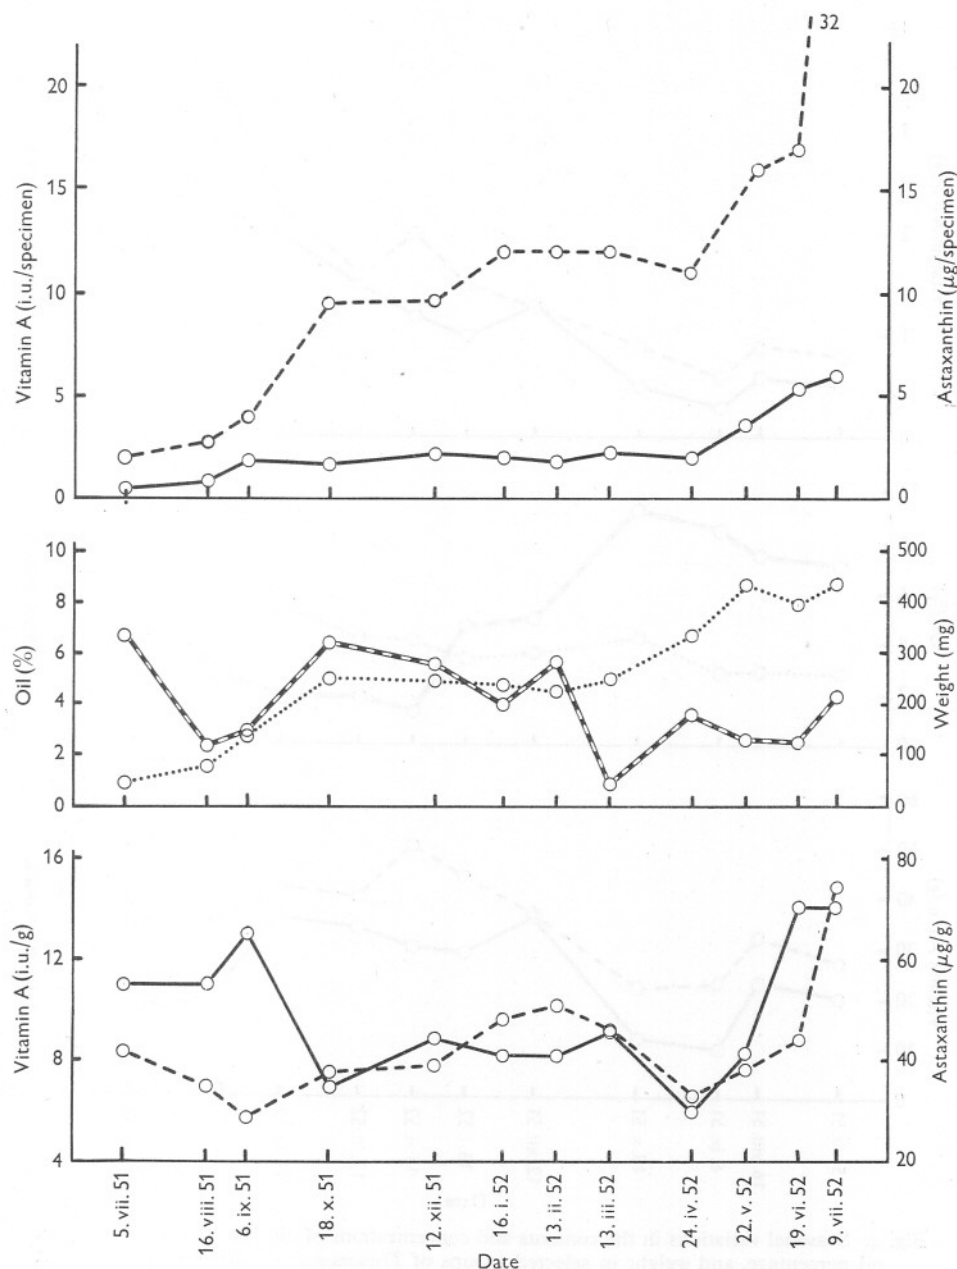 32
20
15
10
5
0
Vitamin A (i.u./specimen)
20
15
10
5
0
Astaxanthin (µg/specimen)
10
8
6
4
2
0
Oil (%)
500
400
300
200
100
0
Weight (mg)
16
12
8
4
Vitamin A (i.u./g)
80
60
40
20
Astaxanthin (µg/g)
5. vii. 51
16. viii. 51
6. ix. 51
18. x. 51
12. xii. 51
16. i. 52
13. ii. 52
13. iii. 52
24. iv. 52
22. v. 52
19. vi. 52
9. vii. 52
Date